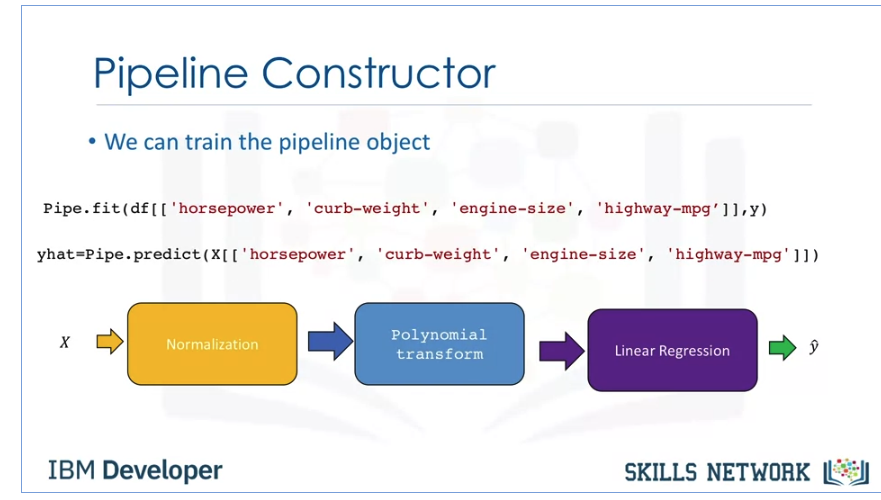 Pipeline Constructor
• We can train the pipeline object
Pipe.fit(df[['horsepower', 'curb-weight', 'engine-size', 'highway-mpg’]],y)
yhat=Pipe.predict(X[['horsepower', 'curb-weight', 'engine-size', 'highway-mpg']])
X
Normalization
Polynomial
transform
Linear Regression
ŷ
IBM Developer
SKILLS NETWORK